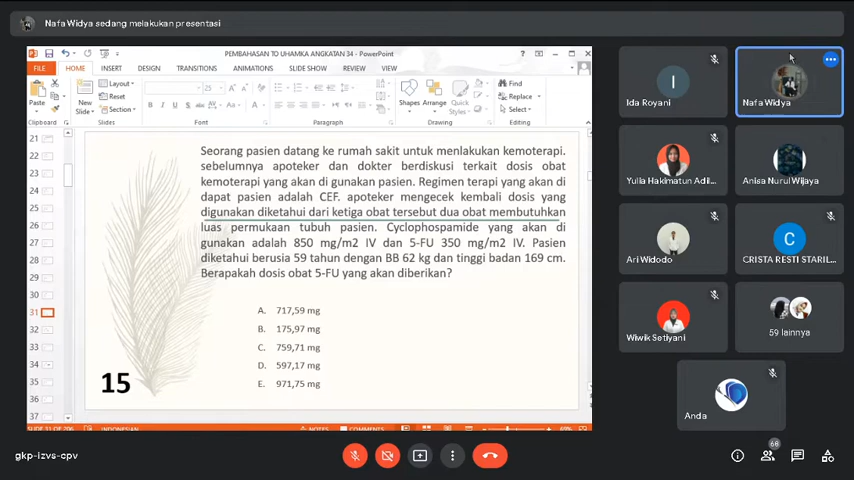 Nafa Widya sedang melakukan presentasi
PEMBAHASAN TO UHAMKA ANGKATAN 34 - PowerPoint
FILE HOME INSERT DESIGN TRANSITIONS ANIMATIONS SLIDE SHOW REVIEW VIEW
Paste
New
Slide
Layout
Reset
Section
Shapes
Arrange
Quick
Styles
Find
Replace
Select
Clipboard Slides Font Paragraph Drawing Editing
21
22
23
24
25
26
27
28
29
30
31
32
33
34
35
36
37
Seorang pasien datang ke rumah sakit untuk menlakukan kemoterapi.
sebelumnya apoteker dan dokter berdiskusi terkait dosis obat
kemoterapi yang akan di gunakan pasien. Regimen terapi yang akan di
dapat pasien adalah CEF. apoteker mengecek kembali dosis yang
digunakan diketahui dari ketiga obat tersebut dua obat membutuhkan
luas permukaan tubuh pasien. Cyclophospamide yang akan di
gunakan adalah 850 mg/m2 IV dan 5-FU 350 mg/m2 IV. Pasien
diketahui berusia 59 tahun dengan BB 62 kg dan tinggi badan 169 cm.
Berapakah dosis obat 5-FU yang akan diberikan?
A. 717,59 mg
B. 175,97 mg
C. 759,71 mg
D. 597,17 mg
E. 971,75 mg
15
SLIDE 31 OF 206
INDONESIAN
NOTES
COMMENTS
69%
I
Ida Royani
Nafa Widya
Yulia Hakimatun Adil...
Anisa Nurul Wijaya
Ari Widodo
C
CRISTA RESTI STARIL...
Wiwik Setiyani
59 lainnya
Anda
gkp-izvs-cpv
68